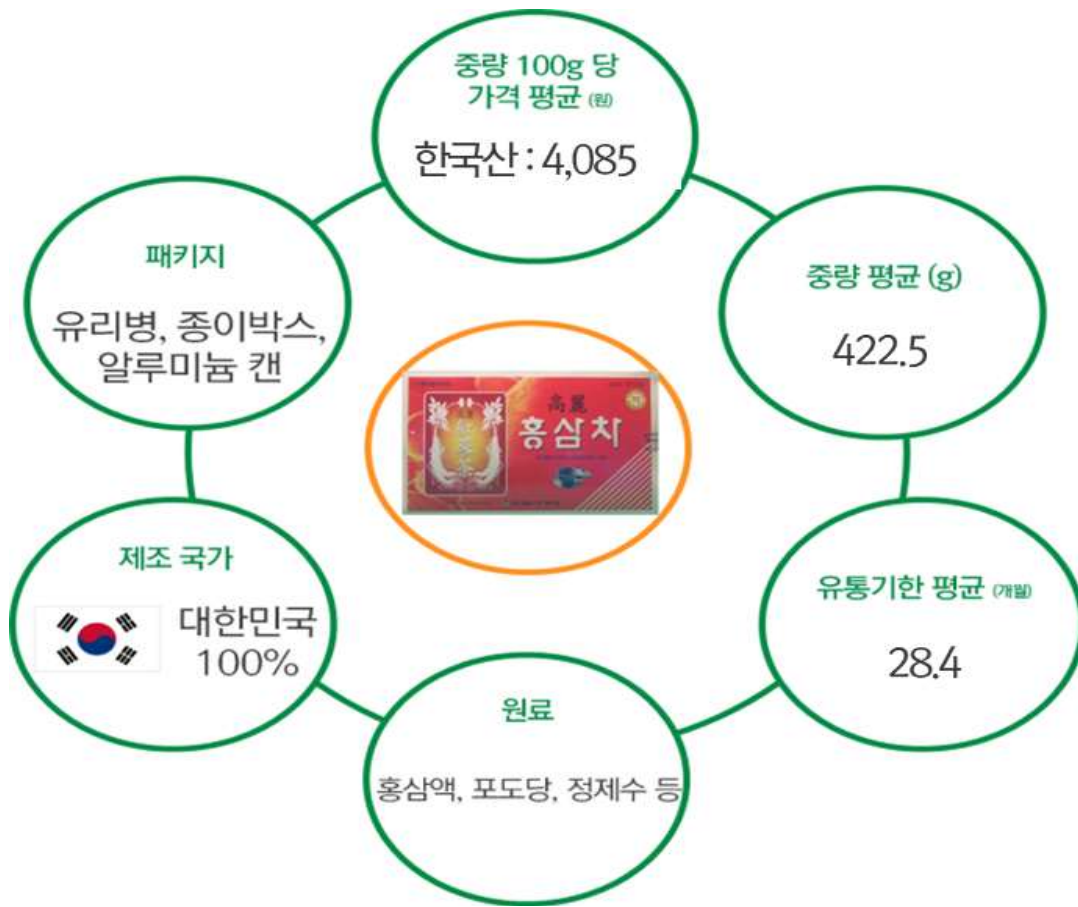 중량 100g 당
가격 평균 (원)
한국산 : 4,085
패키지
유리병, 종이박스,
알루미늄 캔
중량 평균 (g)
422.5
高麗
홍삼차
제조 국가
대한민국
100%
유통기한 평균 (개월)
28.4
원료
홍삼액, 포도당, 정제수 등